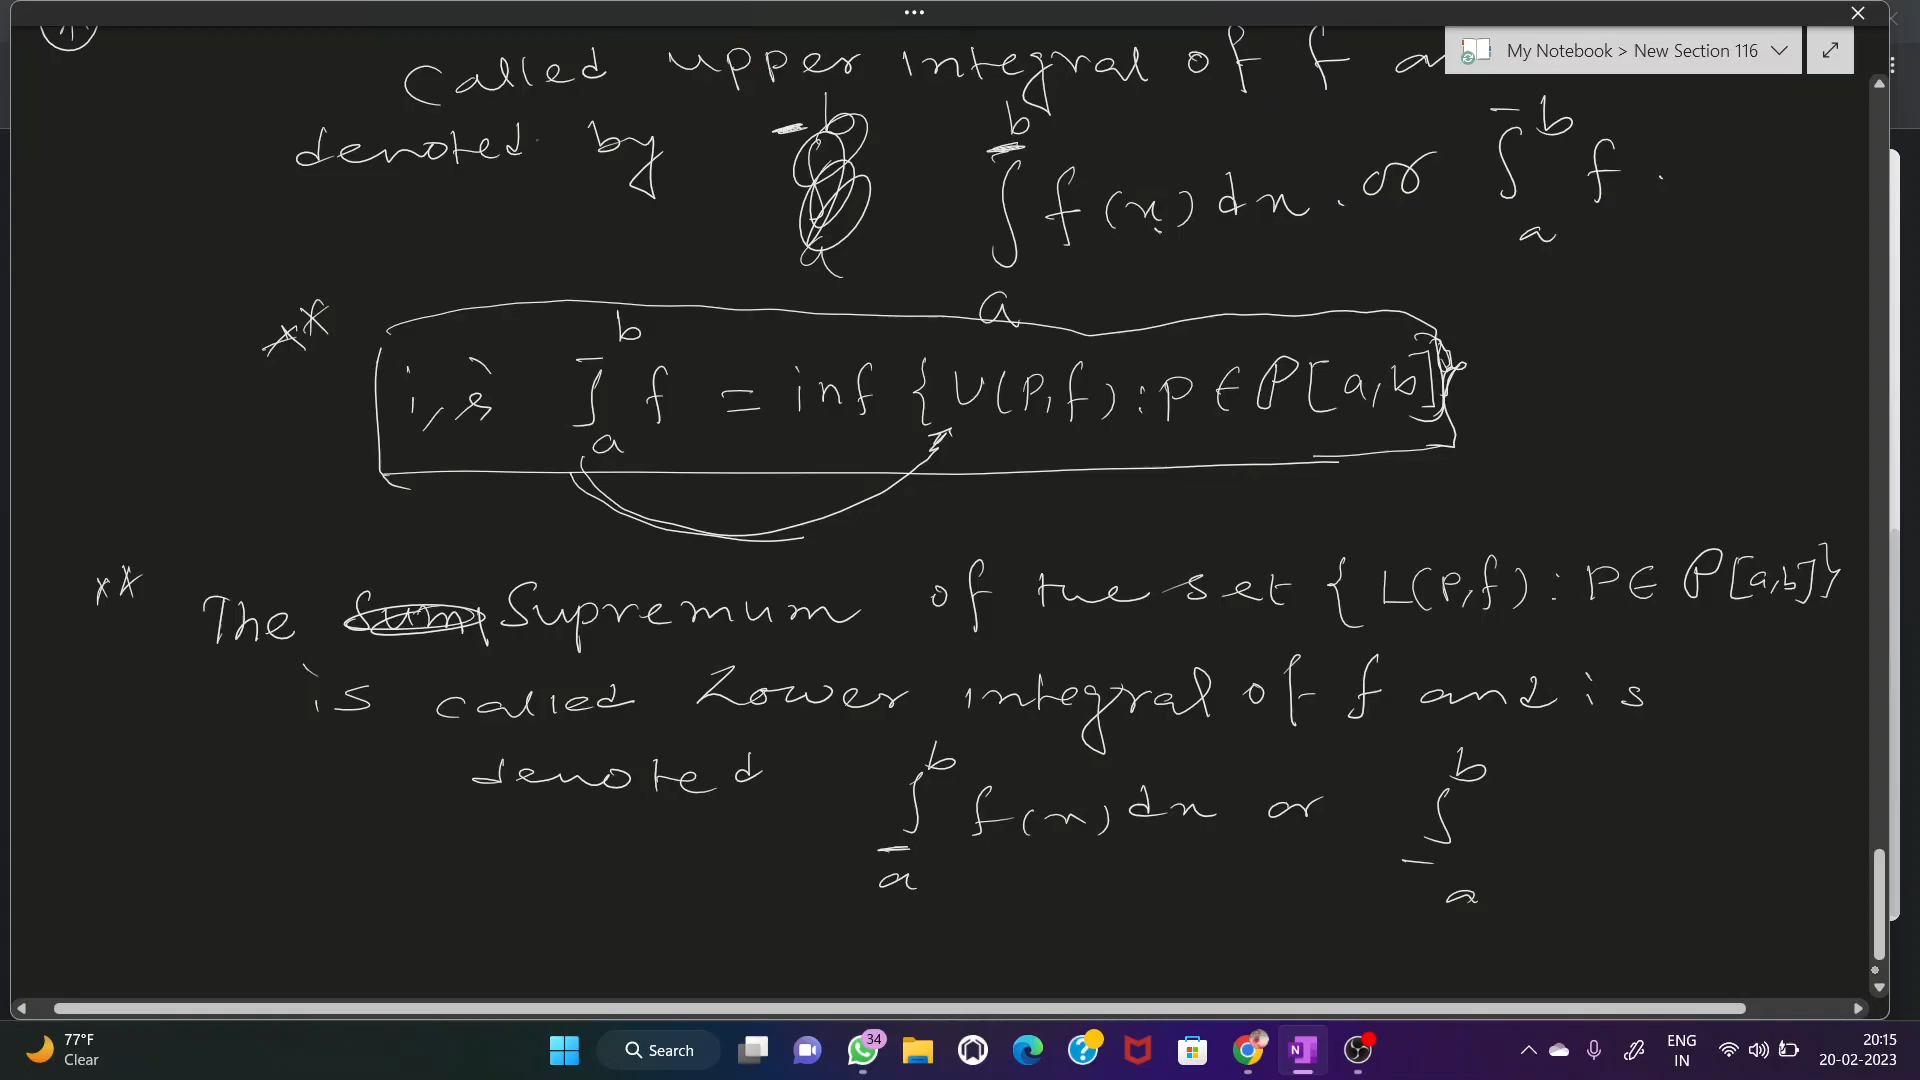 ...
My Notebook > New Section 116
called upper integral of f a
denoted by ∫̄ₐᵇ f(x)dx. or ∫̄ₐᵇ f.
** i,e ∫̄ₐᵇ f = inf {U(P,f):P∈P[a,b]}
** The Supremum of the set {L(P,f):P∈P[a,b]}
is called Lower integral of f and is
denoted ∫̲ₐᵇ f(x)dx or ∫̲ₐᵇ
77°F
Clear
Search
34
ENG
IN
20:15
20-02-2023